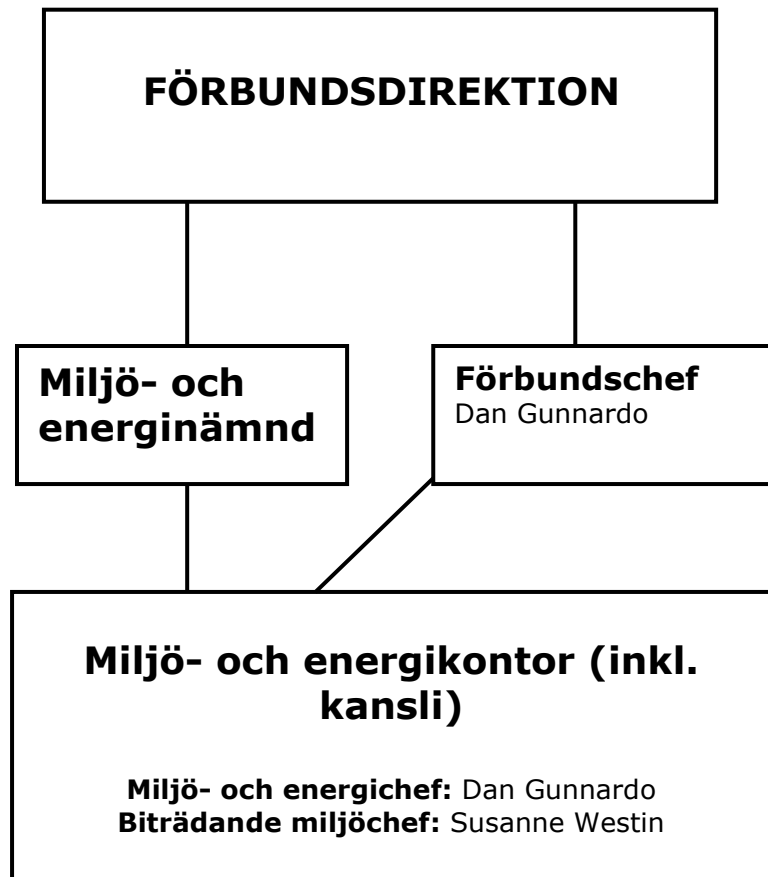 FÖRBUNDSDIREKTION
Miljö- och
energinämnd
Förbundschef
Dan Gunnardo
Miljö- och energikontor (inkl.
kansli)
Miljö- och energichef: Dan Gunnardo
Biträdande miljöchef: Susanne Westin